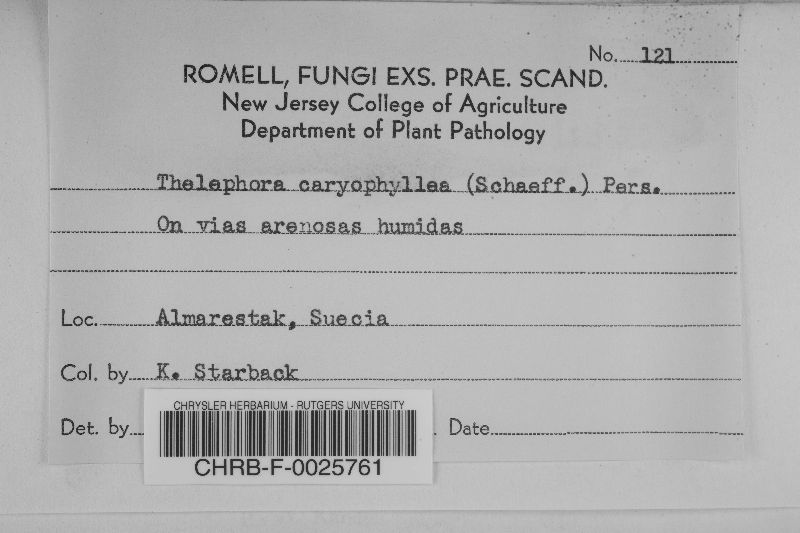 No. 121
ROMELL, FUNGI EXS. PRAE. SCAND.
New Jersey College of Agriculture
Department of Plant Pathology
Thelephora caryophyllea (Schaeff.) Pers.
On vias arenosas humidas
Loc. Almarestak, Suecia
Col. by K. Starback
Det. by Date
CHRYSLER HERBARIUM - RUTGERS UNIVERSITY
CHRB-F-0025761